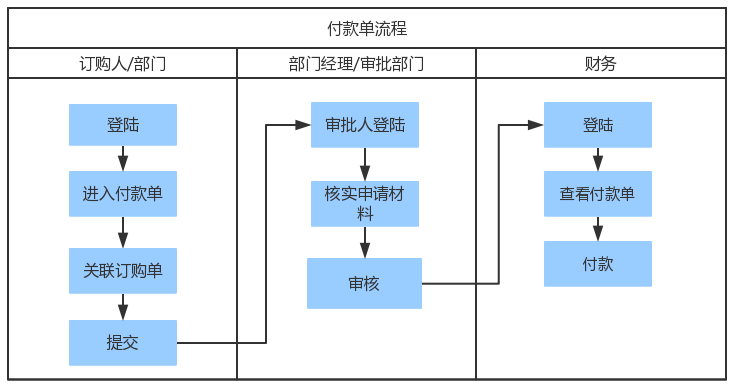 付款单流程
订购人/部门
部门经理/审批部门
财务
登陆
进入付款单
关联订购单
提交
审批人登陆
核实申请材
料
审核
登陆
查看付款单
付款